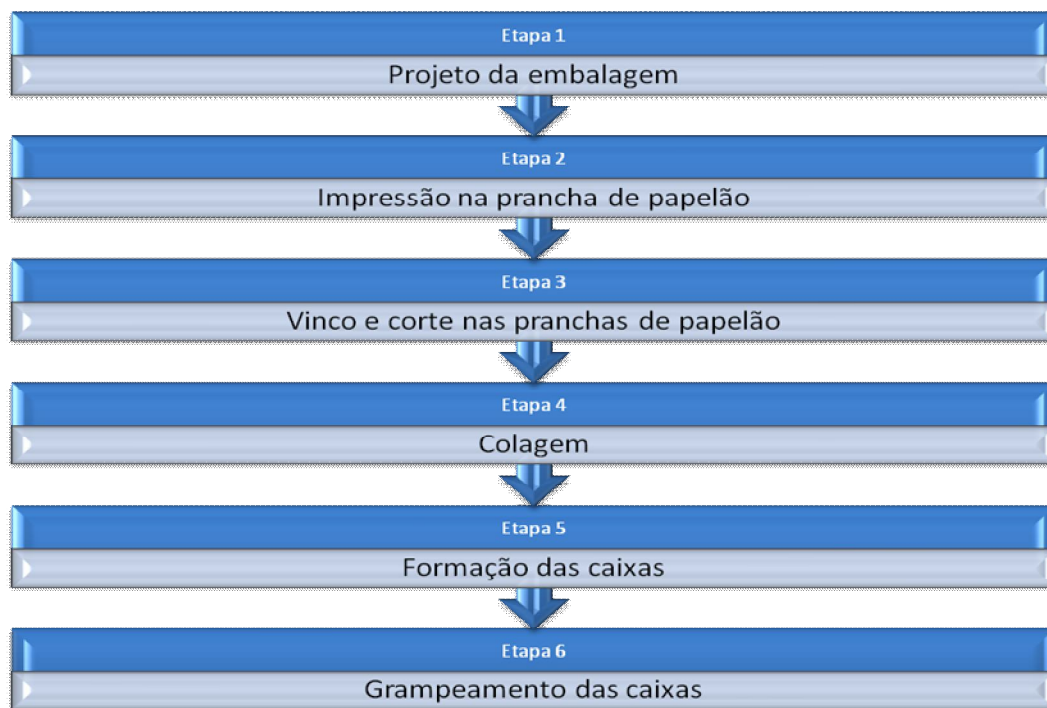 Etapa 1
Projeto da embalagem
Etapa 2
Impressão na prancha de papelão
Etapa 3
Vinco e corte nas pranchas de papelão
Etapa 4
Colagem
Etapa 5
Formação das caixas
Etapa 6
Grampeamento das caixas